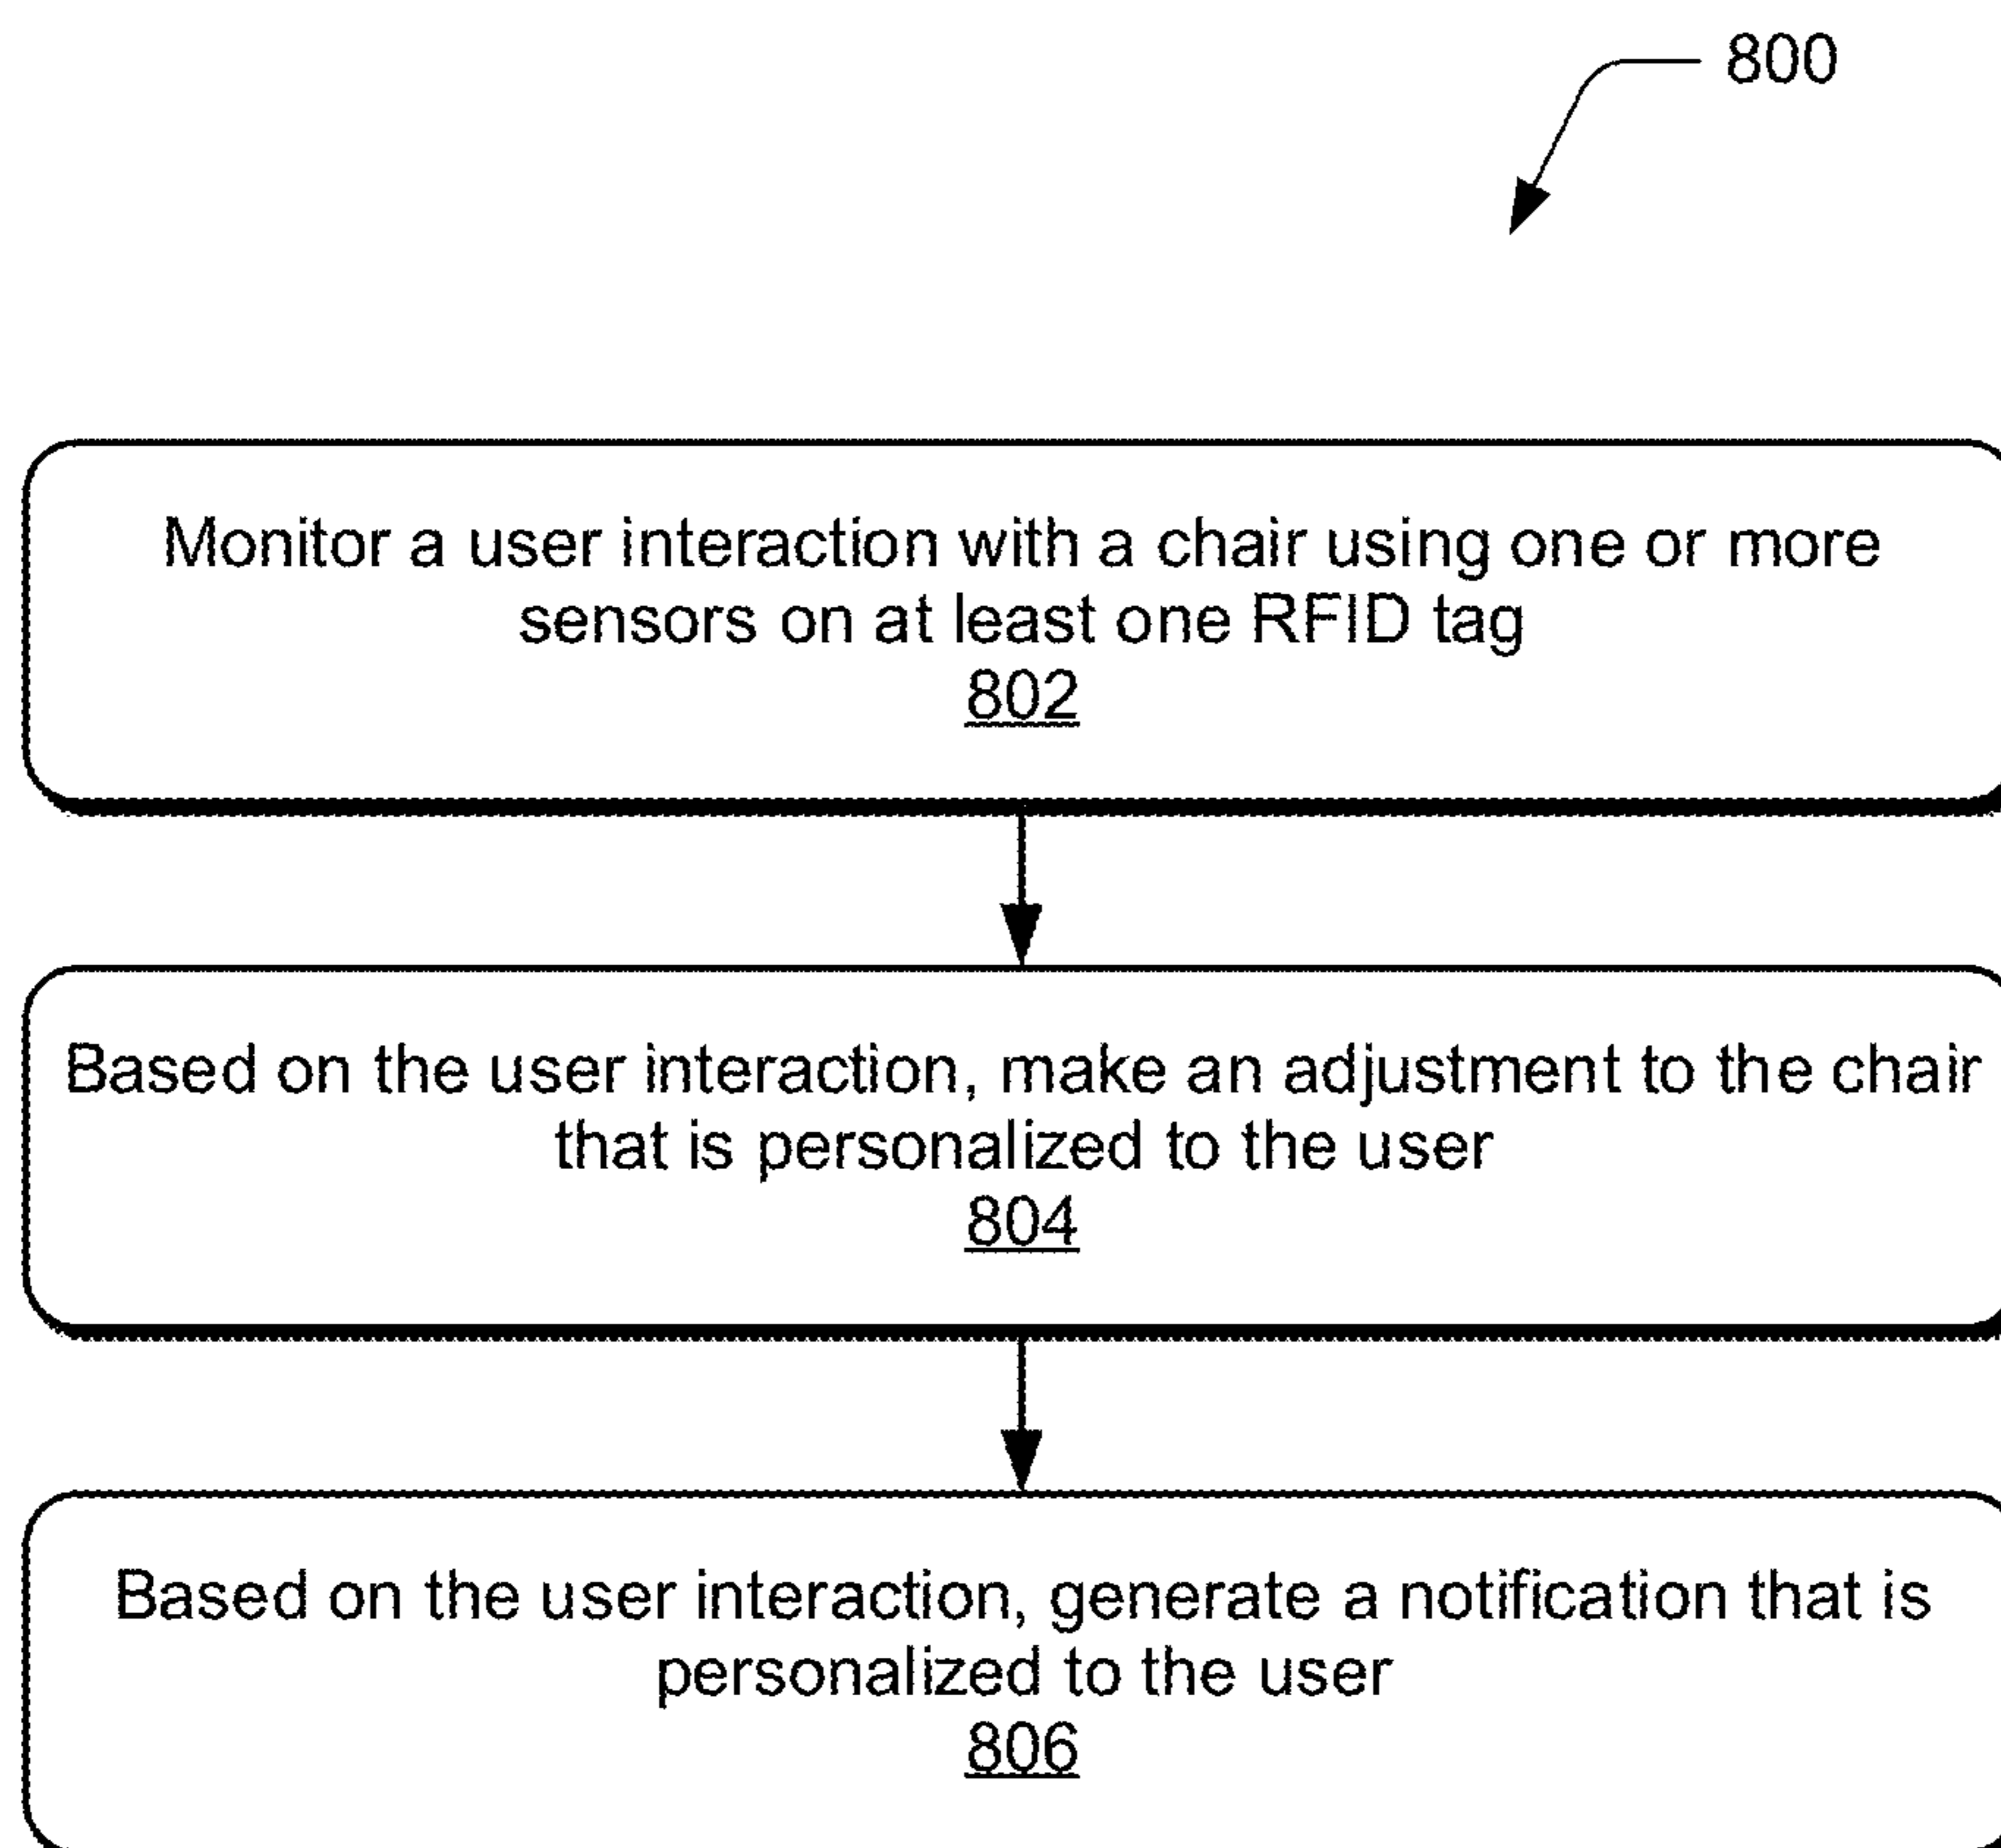 800
Monitor a user interaction with a chair using one or more
sensors on at least one RFID tag
802
Based on the user interaction, make an adjustment to the chair
that is personalized to the user
804
Based on the user interaction, generate a notification that is
personalized to the user
806